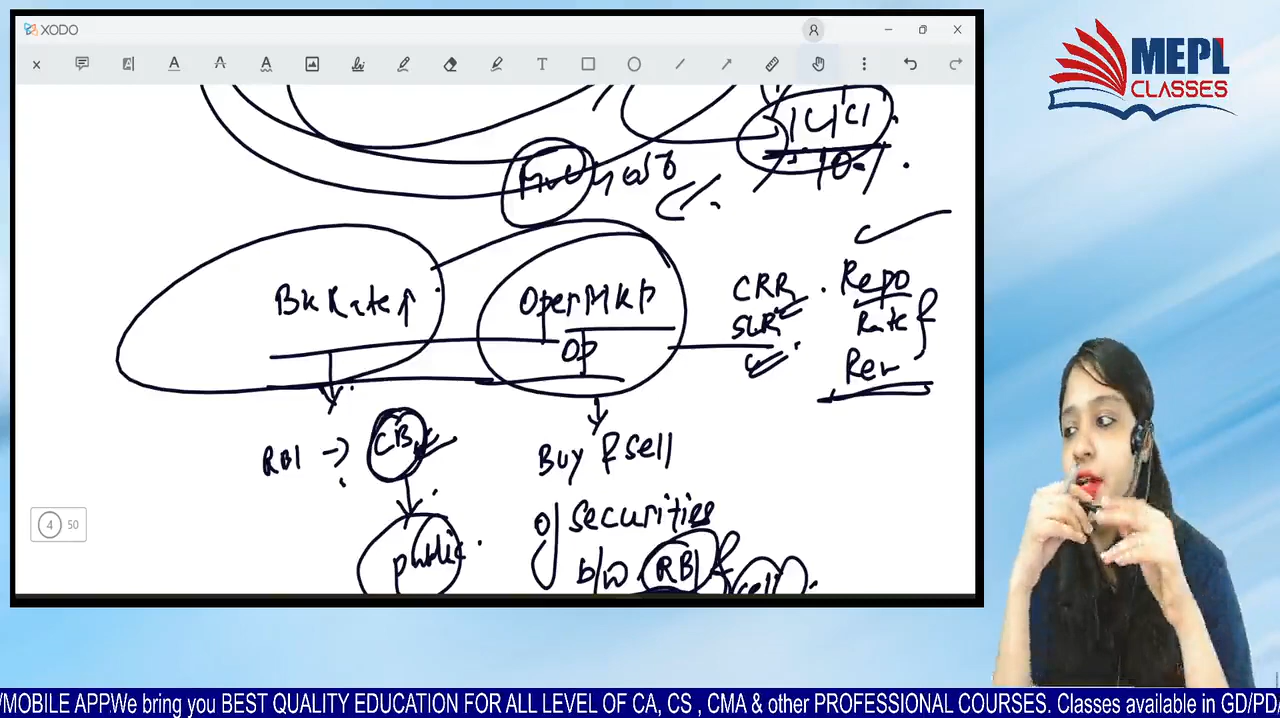 XODO
MEPL
CLASSES
ICICI
10%
Bk Rate↑
Open Mkt
Op
CRR
SLR
Repo
Rate &
Rev
RBI → CB
public
Buy & Sell
of securities
b/w RBI &
4 50
/MOBILE APPWe bring you BEST QUALITY EDUCATION FOR ALL LEVEL OF CA, CS , CMA & other PROFESSIONAL COURSES. Classes available in GD/PD